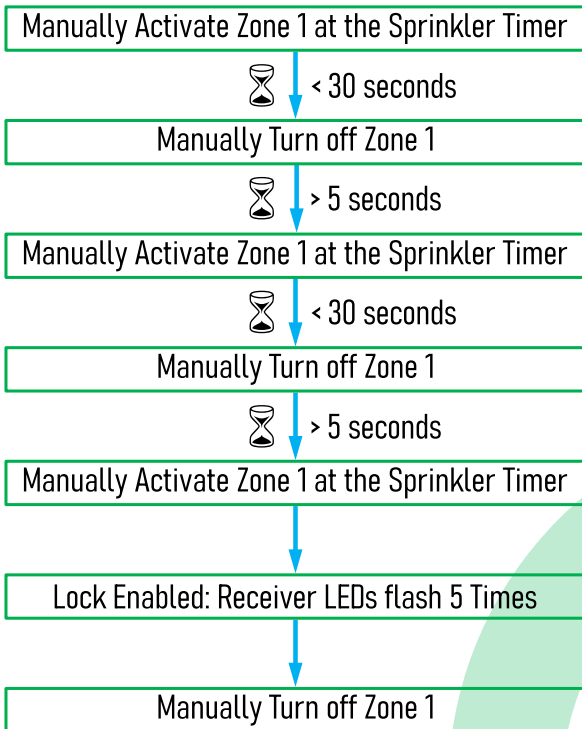 Manually Activate Zone 1 at the Sprinkler Timer
< 30 seconds
Manually Turn off Zone 1
> 5 seconds
Manually Activate Zone 1 at the Sprinkler Timer
< 30 seconds
Manually Turn off Zone 1
> 5 seconds
Manually Activate Zone 1 at the Sprinkler Timer
Lock Enabled: Receiver LEDs flash 5 Times
Manually Turn off Zone 1